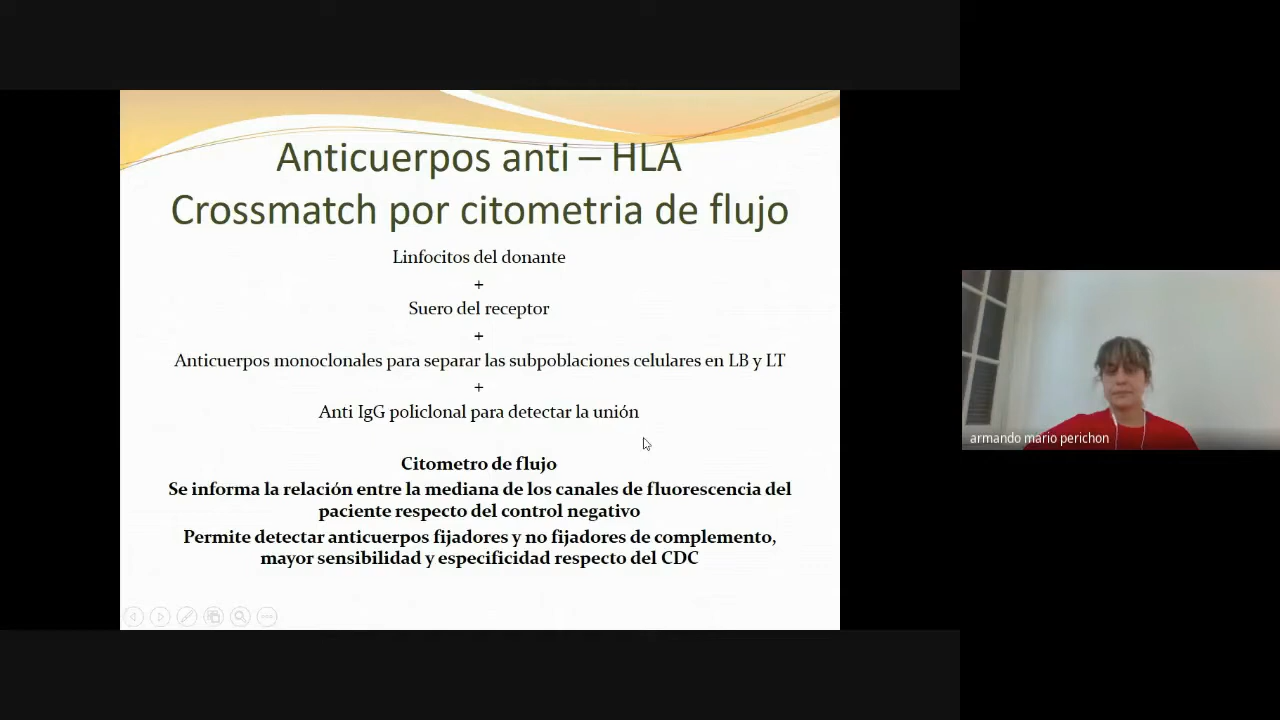 Anticuerpos anti – HLA
Crossmatch por citometria de flujo
Linfocitos del donante
+
Suero del receptor
+
Anticuerpos monoclonales para separar las subpoblaciones celulares en LB y LT
+
Anti IgG policlonal para detectar la unión
Citometro de flujo
Se informa la relación entre la mediana de los canales de fluorescencia del
paciente respecto del control negativo
Permite detectar anticuerpos fijadores y no fijadores de complemento,
mayor sensibilidad y especificidad respecto del CDC
armando mario perichon